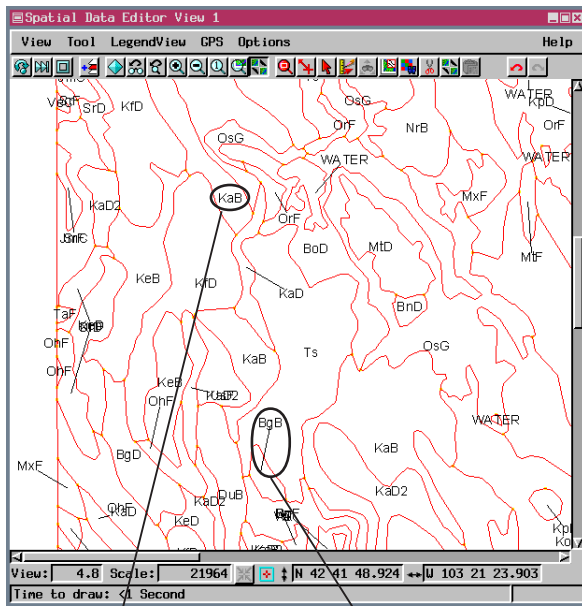 Spatial Data Editor View 1
View Tool LegendView GPS Options Help
WATER
SrD
KfD
OsG
KpD
OrF
NrB
OrF
OsG
WATER
WATER
KaB
MxF
KaD2
OrF
BoD
MtD
MtF
KeB
KfD
KaD
BnD
TaF
OhF
Ts
OsG
KaB
OhF
KeB
OhF
BgB
WATER
BgD
KaB
MxF
KaD2
DuB
OhF
KaD
KaD2
KeD
View: 4.8 Scale: 21964 N 42 41 48.924 W 103 21 23.903
Time to draw: <1 Second